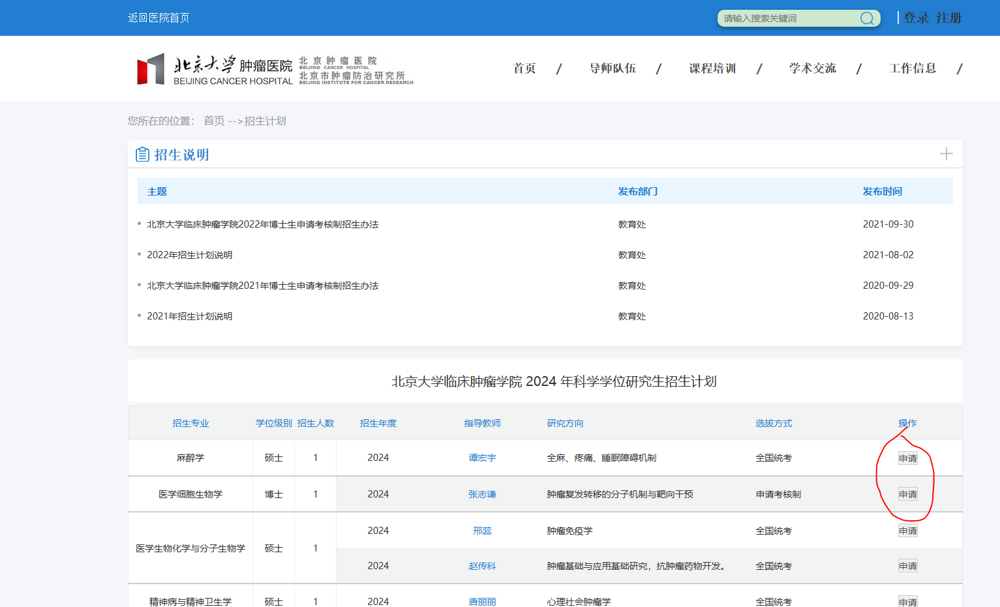 返回医院首页
请输入搜索关键词
登录 注册
北京大学肿瘤医院
BEIJING CANCER HOSPITAL
北京肿瘤医院
BEIJING CANCER HOSPITAL
北京市肿瘤防治研究所
BEIJING INSTITUTE FOR CANCER RESEARCH
首页 / 导师队伍 / 课程培训 / 学术交流 / 工作信息 /
您所在的位置： 首页 -->招生计划
招生说明
主题 发布部门 发布时间
北京大学临床肿瘤学院2022年博士生申请考核制招生办法 教育处 2021-09-30
2022年招生计划说明 教育处 2021-08-02
北京大学临床肿瘤学院2021年博士生申请考核制招生办法 教育处 2020-09-29
2021年招生计划说明 教育处 2020-08-13
北京大学临床肿瘤学院 2024 年科学学位研究生招生计划
招生专业 学位级别 招生人数 招生年度 指导教师 研究方向 选拔方式 操作
麻醉学 硕士 1 2024 谭宏宇 全麻、疼痛、睡眠障碍机制 全国统考 申请
医学细胞生物学 博士 1 2024 张志谦 肿瘤复发转移的分子机制与靶向干预 申请考核制 申请
医学生物化学与分子生物学 硕士 1 2024 邢蕊 肿瘤免疫学 全国统考 申请
2024 赵传科 肿瘤基础与应用基础研究，抗肿瘤药物开发。 全国统考 申请
精神病与精神卫生学 硕士 1 2024 唐丽丽 心理社会肿瘤学 全国统考 申请